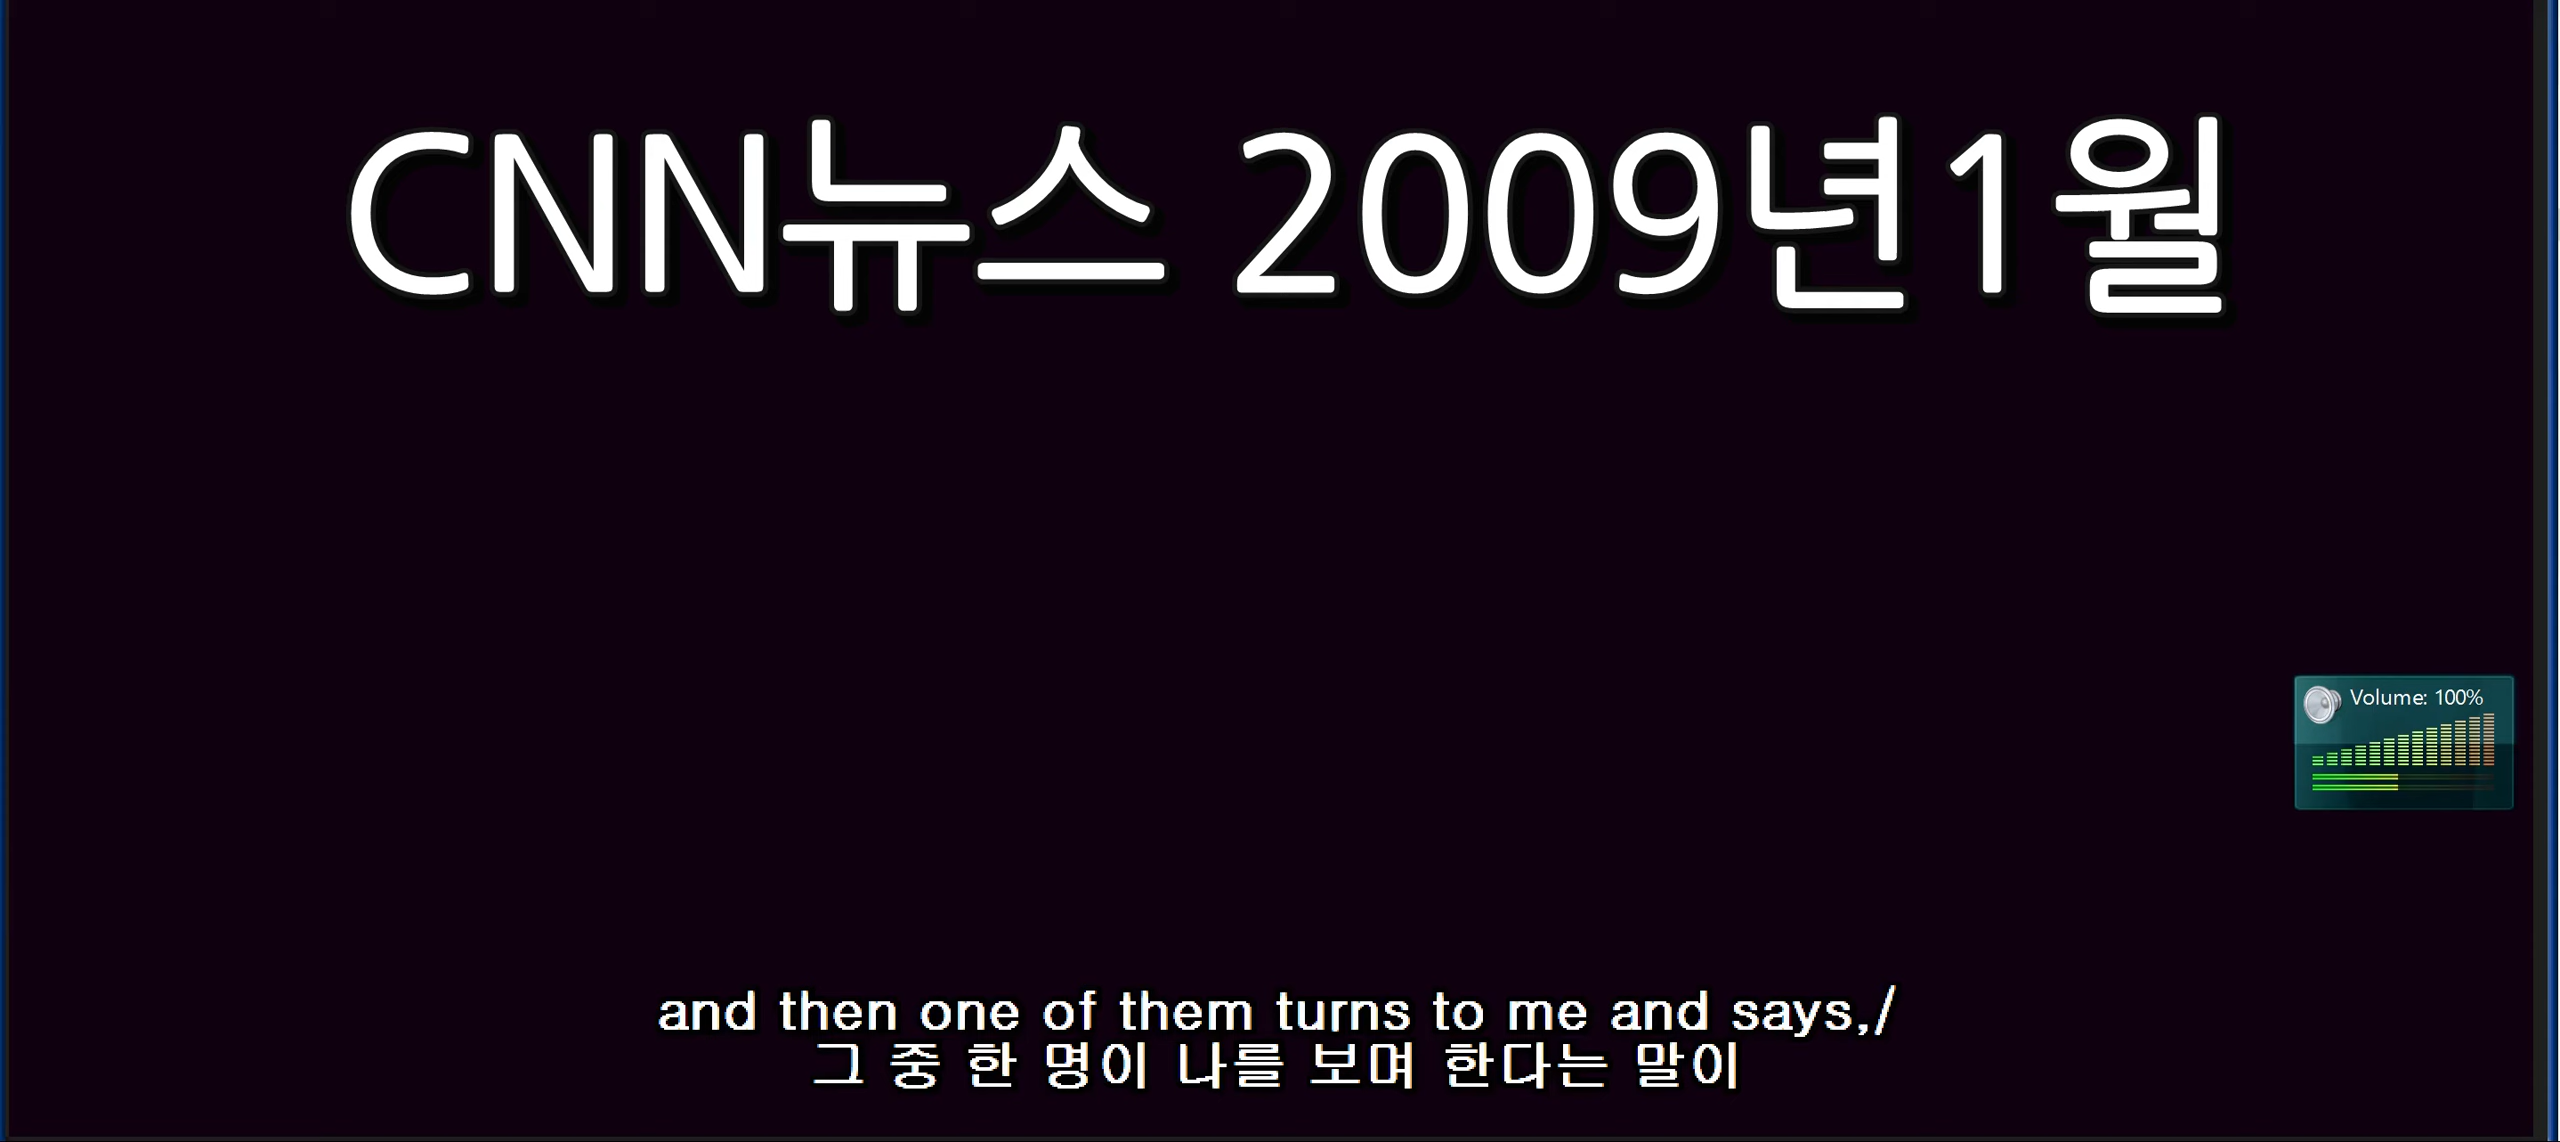 CNN뉴스 2009년1월
Volume: 100%
and then one of them turns to me and says,/
그 중 한 명이 나를 보며 한다는 말이